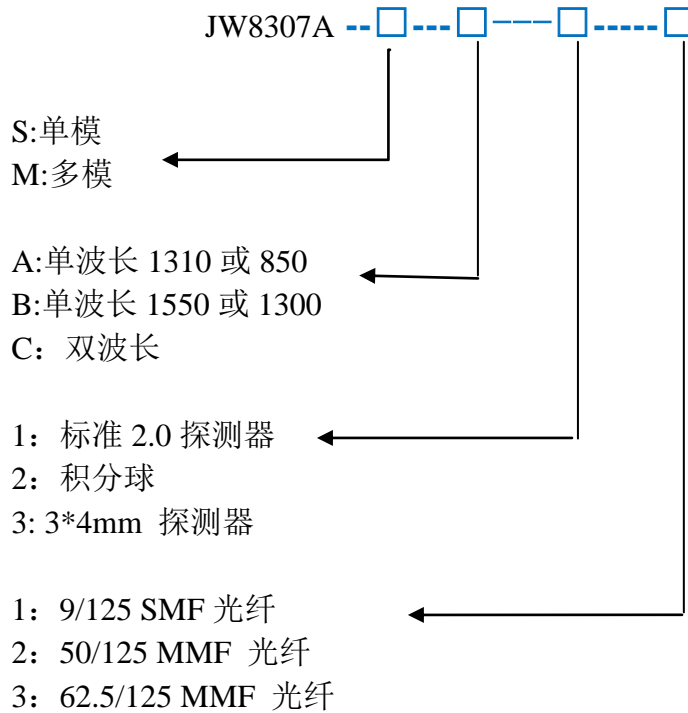 JW8307A
S:单模
M:多模
A:单波长 1310 或 850
B:单波长 1550 或 1300
C：双波长
1：标准 2.0 探测器
2：积分球
3: 3*4mm 探测器
1：9/125 SMF 光纤
2：50/125 MMF 光纤
3：62.5/125 MMF 光纤